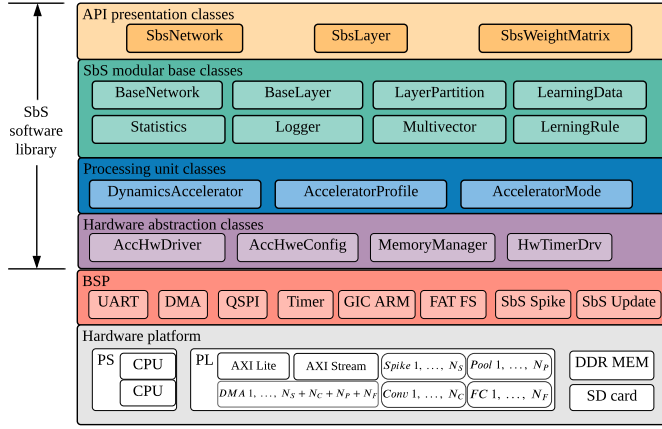 API presentation classes
SbsNetwork SbsLayer SbsWeightMatrix
SbS modular base classes
BaseNetwork BaseLayer LayerPartition LearningData
Statistics Logger Multivector LerningRule
SbS
software
library
Processing unit classes
DynamicsAccelerator AcceleratorProfile AcceleratorMode
Hardware abstraction classes
AccHwDriver AccHweConfig MemoryManager HwTimerDrv
BSP
UART DMA QSPI Timer GIC ARM FAT FS SbS Spike SbS Update
Hardware platform
PS CPU PL AXI Lite AXI Stream Spike 1, ..., N_S Pool 1, ..., N_P DDR MEM
CPU DMA 1, ..., N_S + N_C + N_P + N_F Conv 1, ..., N_C FC 1, ..., N_F SD card